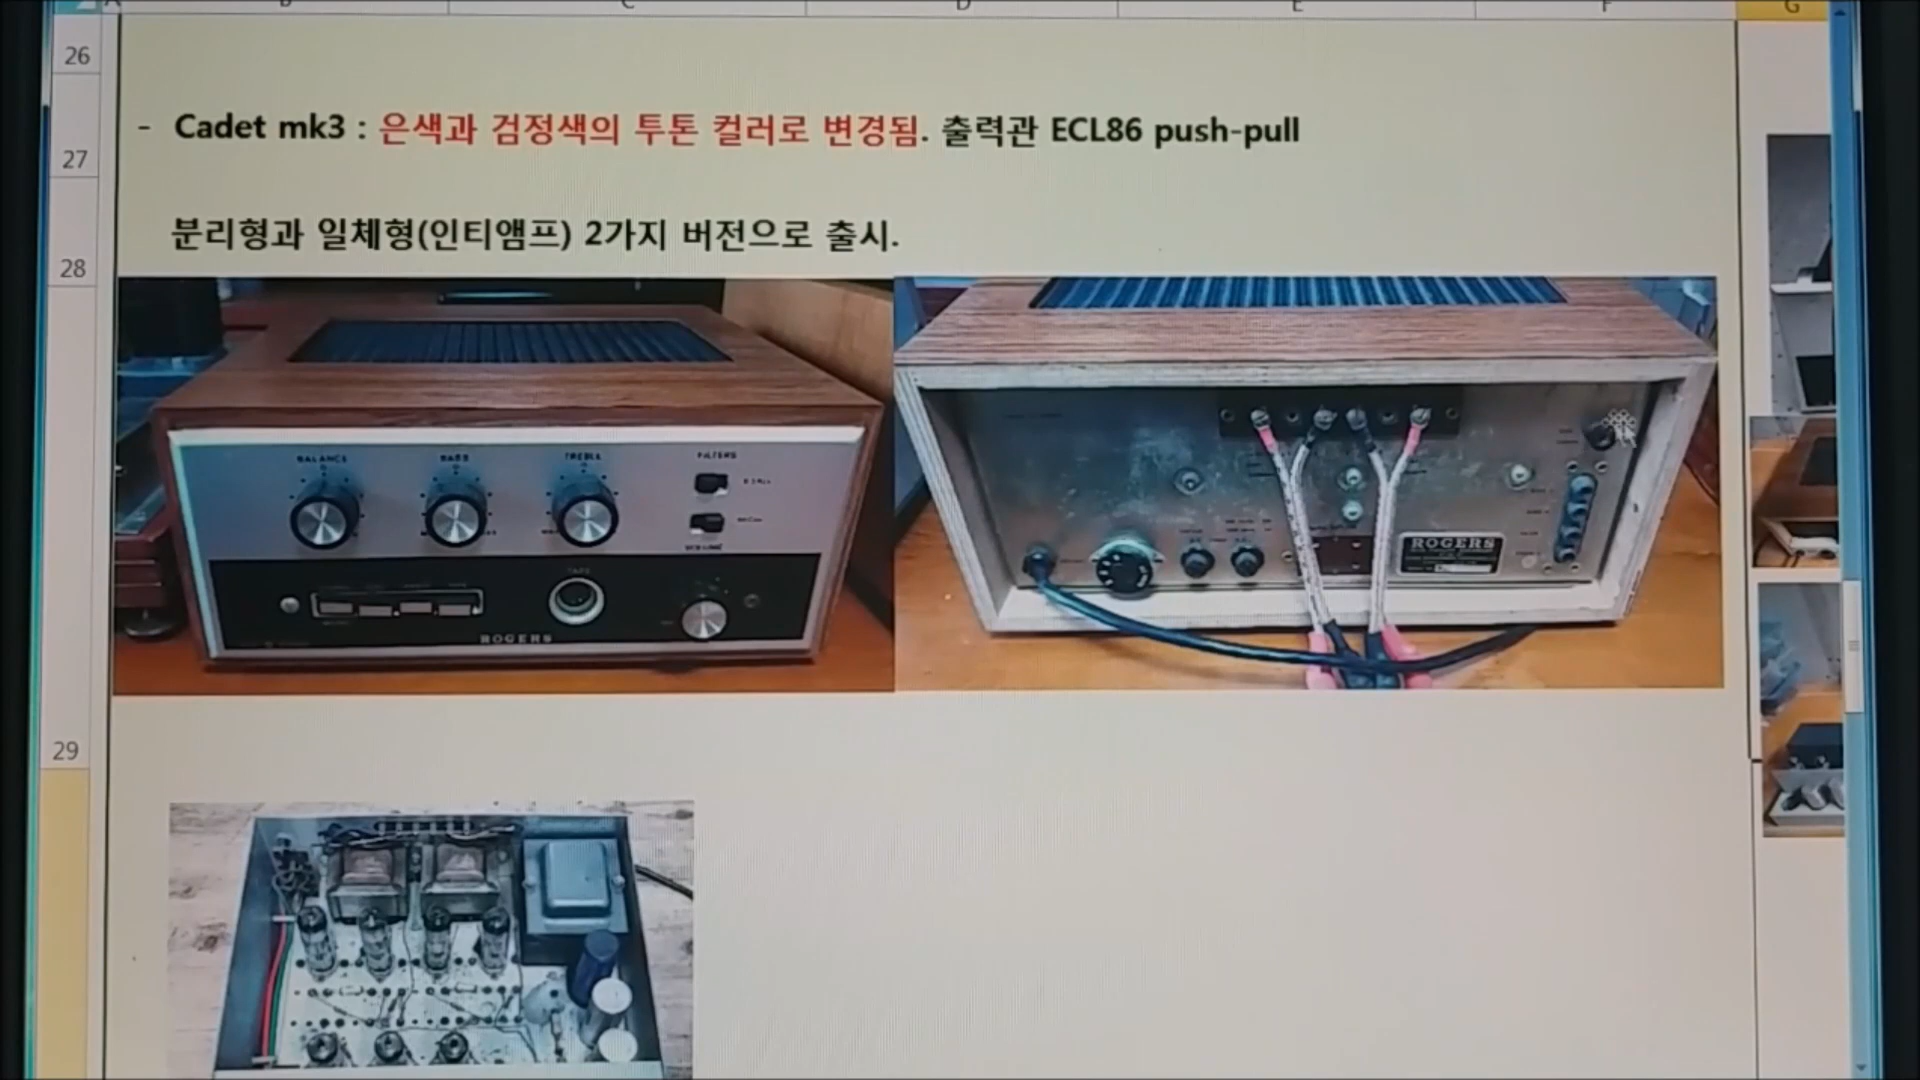 A B C D E F G
26
- Cadet mk3 : 은색과 검정색의 투톤 컬러로 변경됨. 출력관 ECL86 push-pull
27
분리형과 일체형(인티앰프) 2가지 버전으로 출시.
28
BALANCE BASS TREBLE FILTERS
VOLUME
TAPE
ROGERS
ROGERS
29